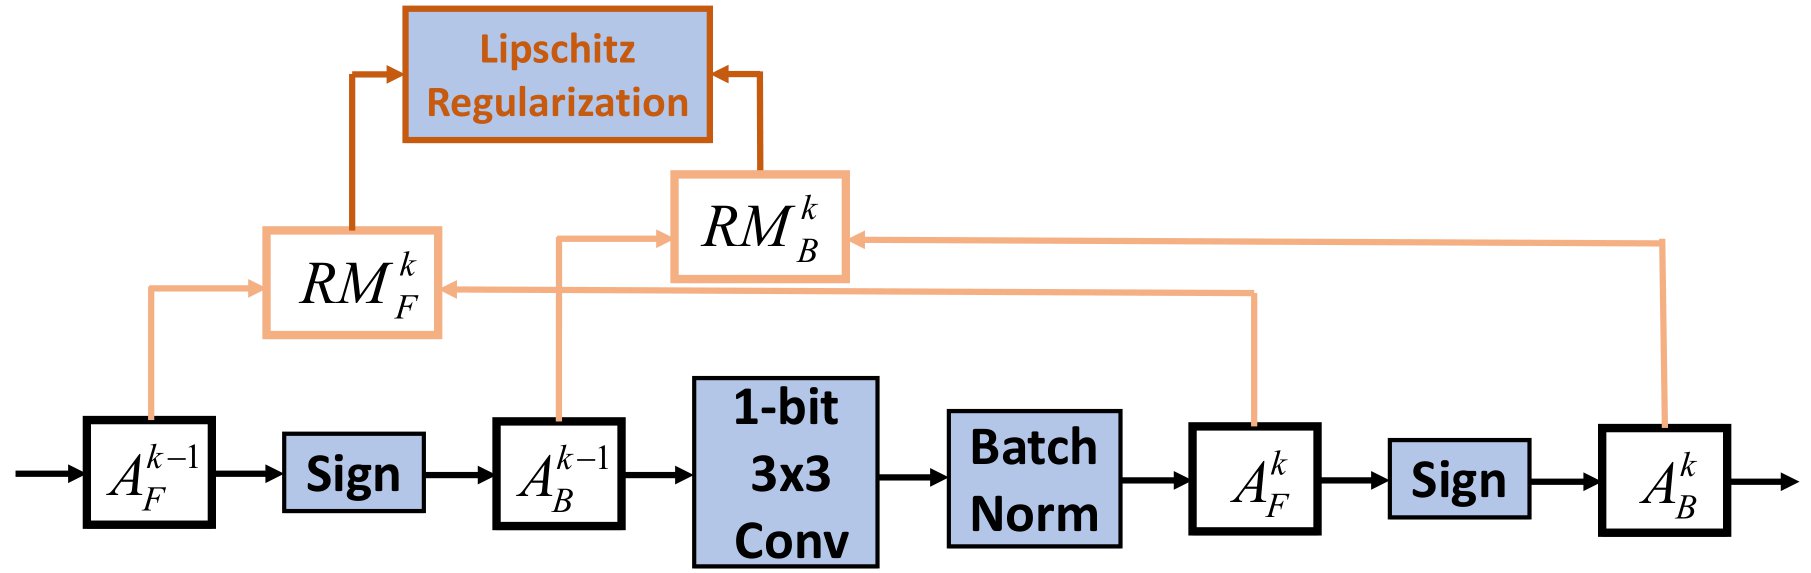 Lipschitz
Regularization
RM_B^k
RM_F^k
A_F^{k-1}
Sign
A_B^{k-1}
1-bit
3x3
Conv
Batch
Norm
A_F^k
Sign
A_B^k